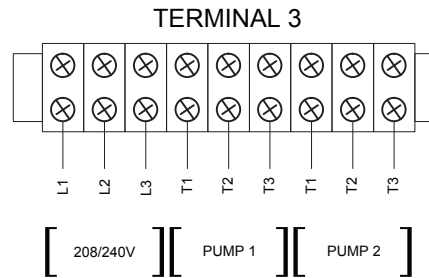 TERMINAL 3
L1 L2 L3 T1 T2 T3 T1 T2 T3
208/240V PUMP 1 PUMP 2